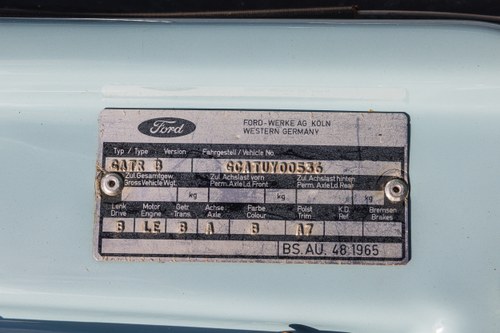 Ford
FORD-WERKE AG KÖLN
WESTERN GERMANY
Typ / Type Version Fahrgestell / Vehicle No.
GATR B GCATUY00536
Zul. Gesamtgew. Zul. Achslast vorn Zul. Achslast hinten
Gross Vehicle Wgt. Perm. Axle Ld. Front Perm. Axle Ld. Rear
kg kg kg
Lenk Motor Getr. Achse Farbe Polst. K.D. Bremsen
Drive Engine Trans. Axle Colour Trim Ref. Brakes
B LE B A B A7
BS. AU. 48.1965